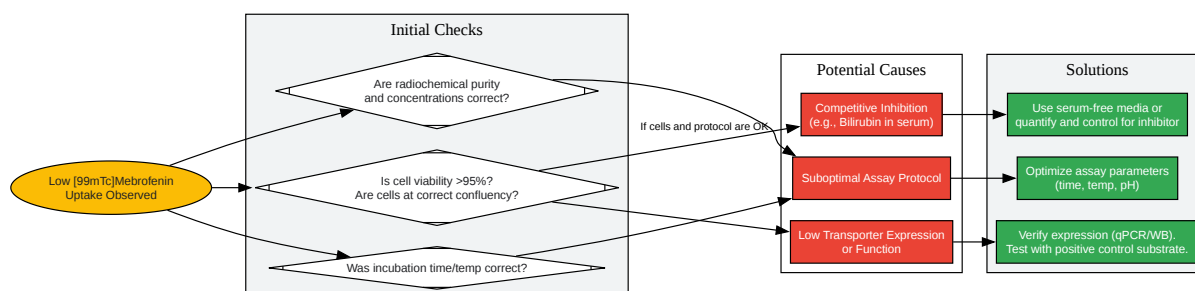 Initial Checks
Are radiochemical purity
and concentrations correct?
Low [99mTc]Mebrofenin
Uptake Observed
Is cell viability >95%?
Are cells at correct confluency?
Was incubation time/temp correct?
If cells and protocol are OK
Potential Causes
Competitive Inhibition
(e.g., Bilirubin in serum)
Suboptimal Assay Protocol
Low Transporter Expression
or Function
Solutions
Use serum-free media or
quantify and control for inhibitor
Optimize assay parameters
(time, temp, pH)
Verify expression (qPCR/WB).
Test with positive control substrate.